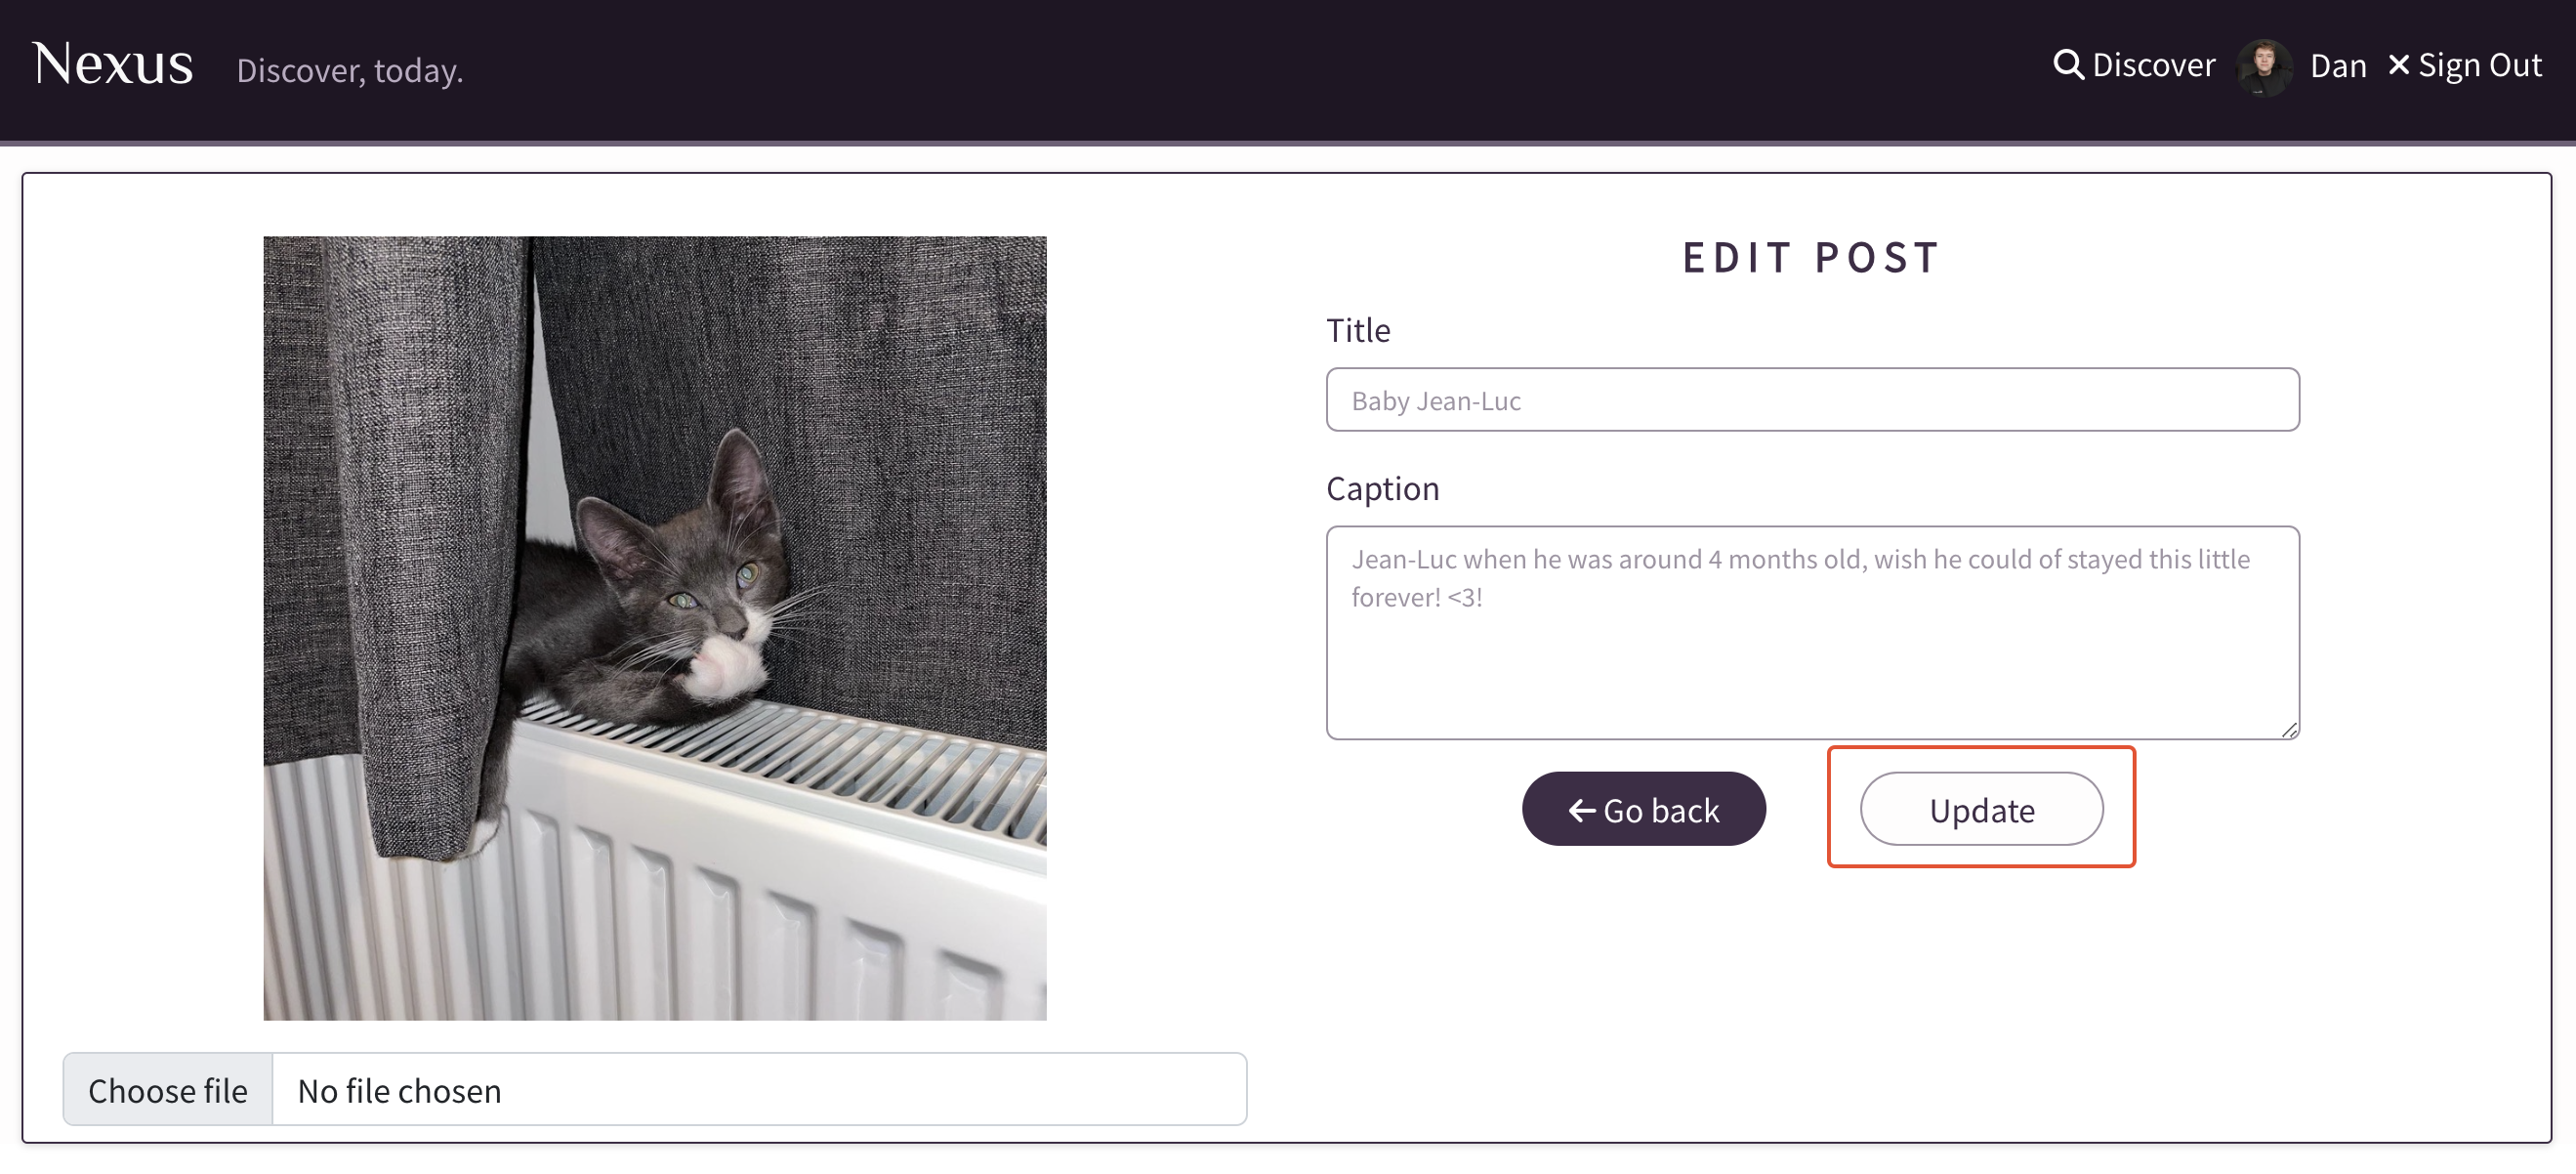 Nexus
Discover, today.
Discover
Dan
Sign Out
EDIT POST
Title
Baby Jean-Luc
Caption
Jean-Luc when he was around 4 months old, wish he could of stayed this little
forever! <3!
Go back
Update
Choose file
No file chosen